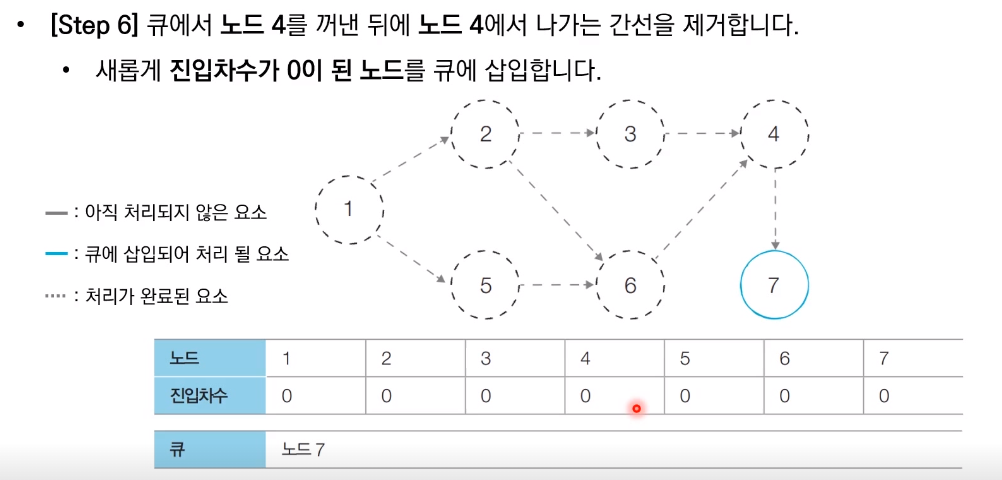 • [Step 6] 큐에서 노드 4를 꺼낸 뒤에 노드 4에서 나가는 간선을 제거합니다.
• 새롭게 진입차수가 0이 된 노드를 큐에 삽입합니다.
2 3 4
1
: 아직 처리되지 않은 요소
: 큐에 삽입되어 처리 될 요소
: 처리가 완료된 요소
5 6 7
노드 1 2 3 4 5 6 7
진입차수 0 0 0 0 0 0 0
큐 노드 7